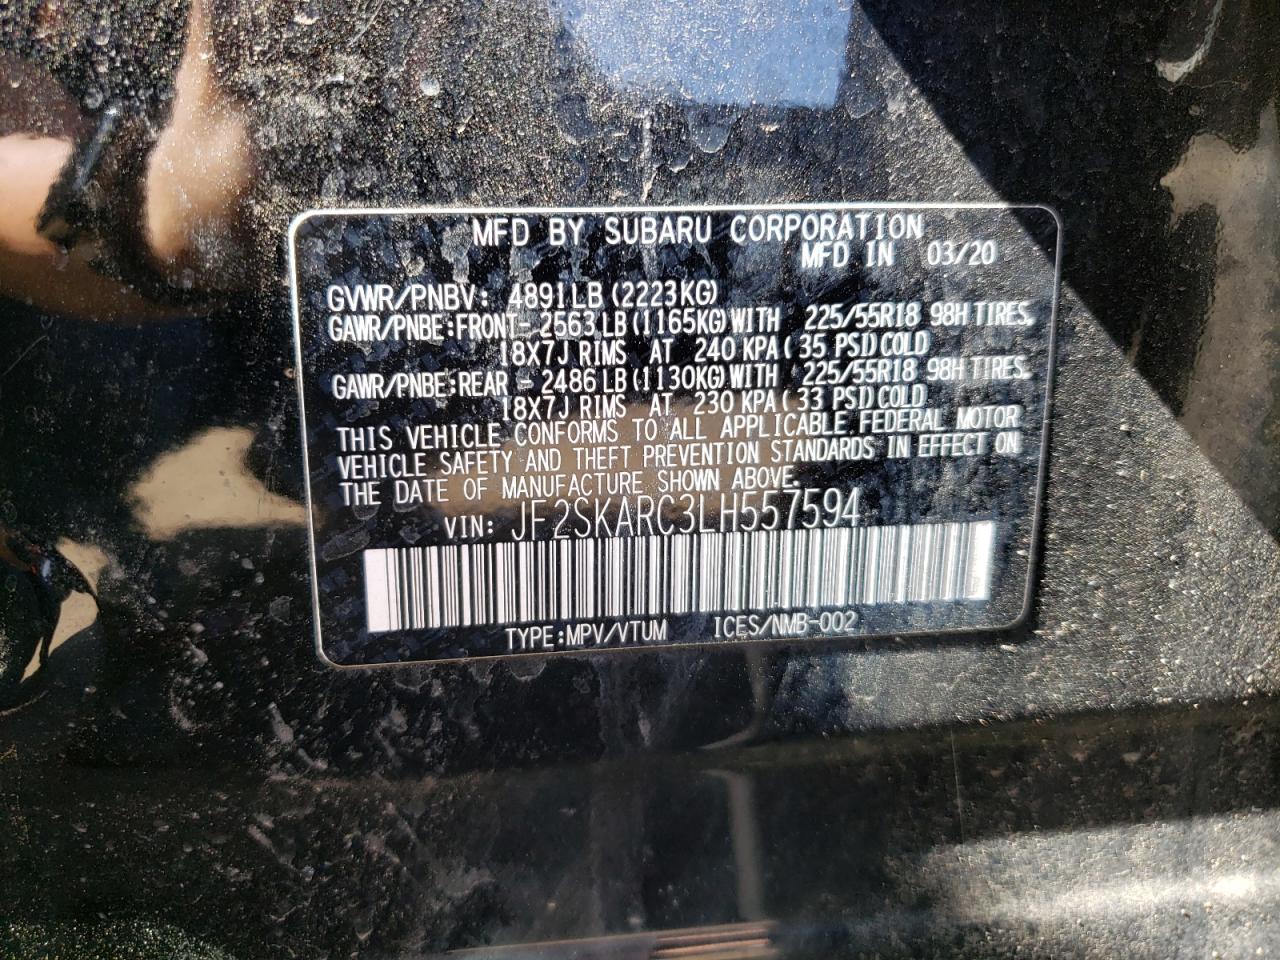 MFD BY SUBARU CORPORATION
MFD IN 03/20
GVWR/PNBV: 4891LB(2223KG)
GAWR/PNBE:FRONT- 2563LB(1165KG)WITH 225/55R18 98H TIRES.
18X7J RIMS AT 240 KPA( 35 PSI)COLD
GAWR/PNBE:REAR - 2486LB(1130KG)WITH 225/55R18 98H TIRES.
18X7J RIMS AT 230 KPA( 33 PSI)COLD
THIS VEHICLE CONFORMS TO ALL APPLICABLE FEDERAL MOTOR
VEHICLE SAFETY AND THEFT PREVENTION STANDARDS IN EFFECT ON
THE DATE OF MANUFACTURE SHOWN ABOVE.
VIN: JF2SKARC3LH557594
TYPE:MPV/VTUM ICES/NMB-002